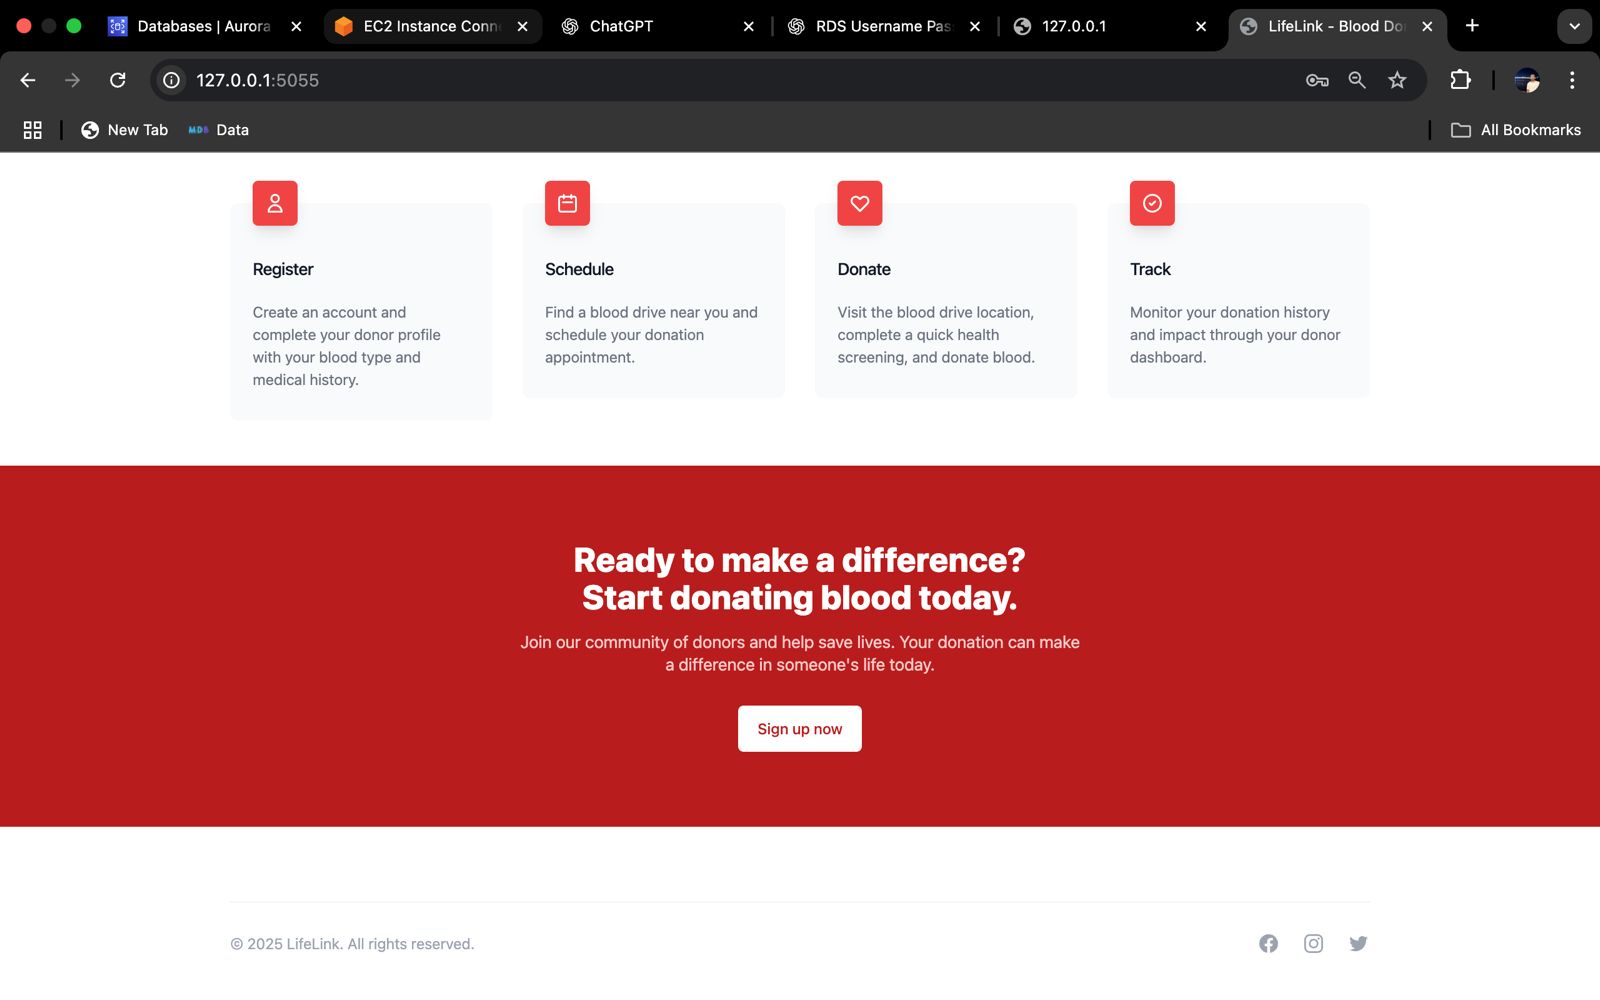 Databases | Aurora
EC2 Instance Conn
ChatGPT
RDS Username Pas
127.0.0.1
LifeLink - Blood Do
127.0.0.1:5055
New Tab
MDB Data
All Bookmarks
Register
Create an account and
complete your donor profile
with your blood type and
medical history.
Schedule
Find a blood drive near you and
schedule your donation
appointment.
Donate
Visit the blood drive location,
complete a quick health
screening, and donate blood.
Track
Monitor your donation history
and impact through your donor
dashboard.
Ready to make a difference?
Start donating blood today.
Join our community of donors and help save lives. Your donation can make
a difference in someone's life today.
Sign up now
© 2025 LifeLink. All rights reserved.